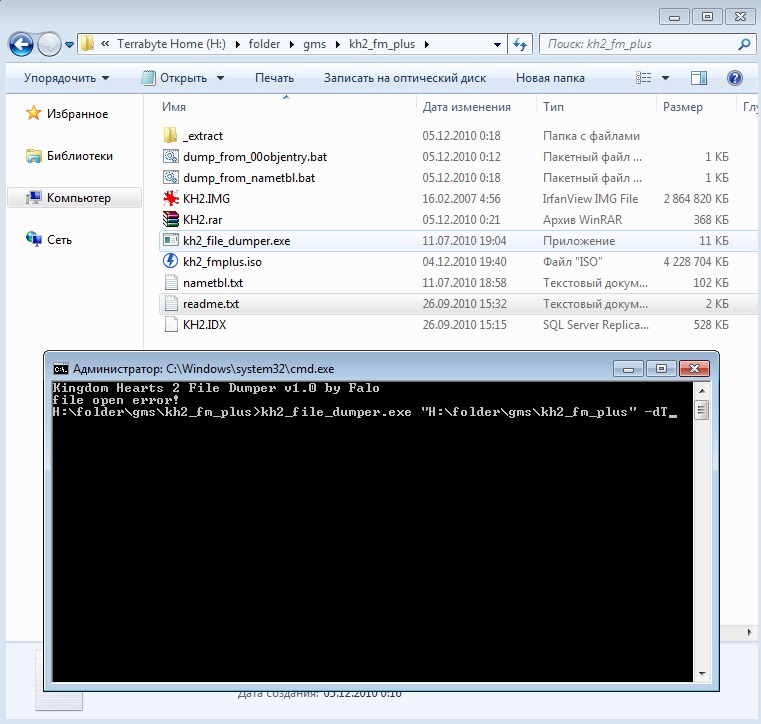 « Terrabyte Home (H:) ▸ folder ▸ gms ▸ kh2_fm_plus ▸
Поиск: kh2_fm_plus
Упорядочить ▼ Открыть ▼ Печать Записать на оптический диск Новая папка
Избранное
Библиотеки
Компьютер
Сеть
Имя Дата изменения Тип Размер
_extract 05.12.2010 0:18 Папка с файлами
dump_from_00objentry.bat 05.12.2010 0:12 Пакетный файл ... 1 КБ
dump_from_nametbl.bat 05.12.2010 0:18 Пакетный файл ... 1 КБ
KH2.IMG 16.02.2007 4:56 IrfanView IMG File 2 864 820 КБ
KH2.rar 05.12.2010 0:21 Архив WinRAR 368 КБ
kh2_file_dumper.exe 11.07.2010 19:04 Приложение 11 КБ
kh2_fmplus.iso 04.12.2010 19:40 Файл "ISO" 4 228 704 КБ
nametbl.txt 11.07.2010 18:58 Текстовый докум... 102 КБ
readme.txt 26.09.2010 15:32 Текстовый докум... 2 КБ
KH2.IDX 26.09.2010 15:15 SQL Server Replica... 528 КБ
Администратор: C:\Windows\system32\cmd.exe
Kingdom Hearts 2 File Dumper v1.0 by Falo
file open error!
H:\folder\gms\kh2_fm_plus>kh2_file_dumper.exe "H:\folder\gms\kh2_fm_plus" -dT_
Дата создания: 05.12.2010 0:16